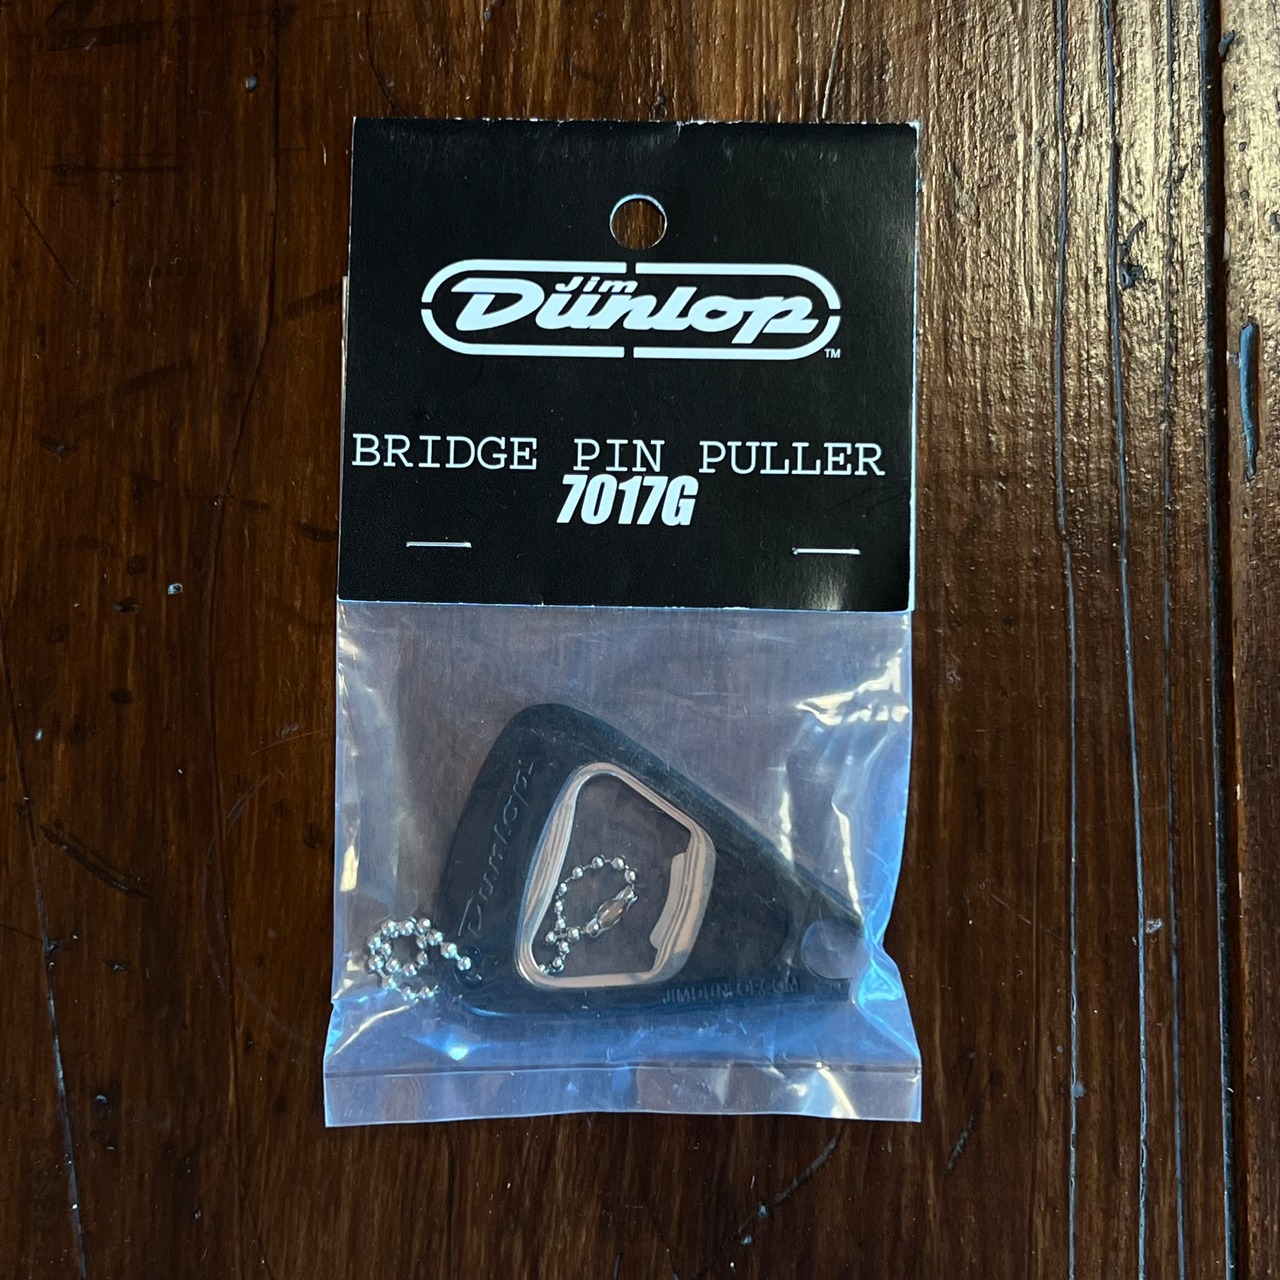 Jim
Dunlop
TM
BRIDGE PIN PULLER
7017G
Dunlop
JIMDUNLOP.COM